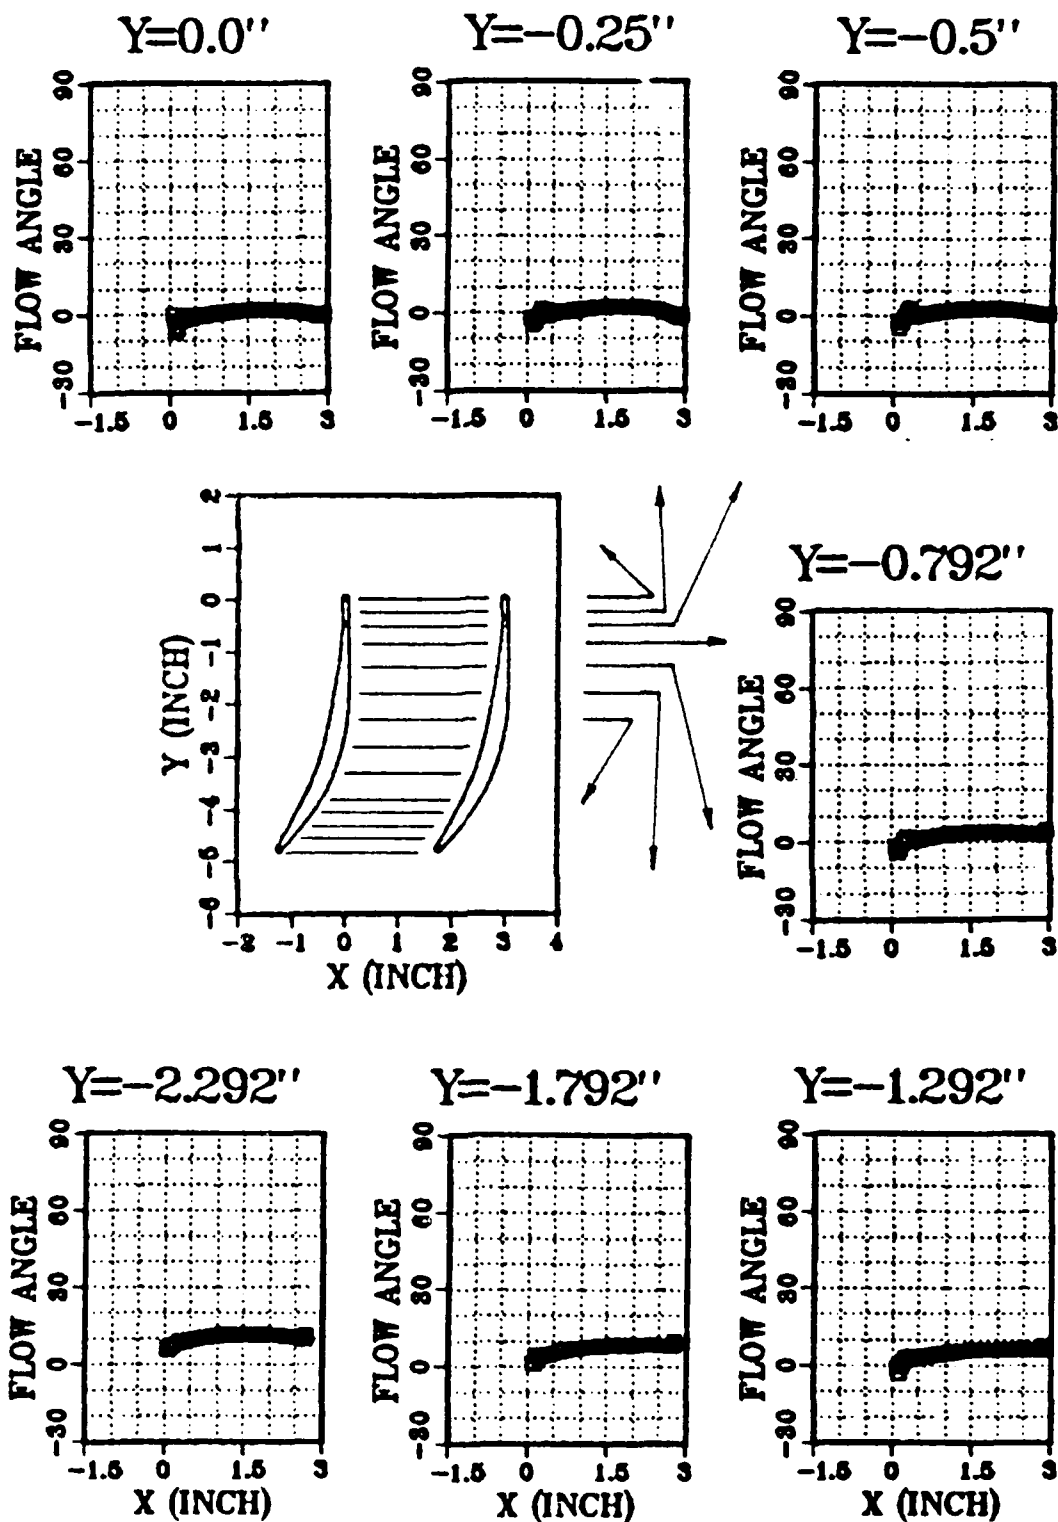 Y=0.0"
Y=-0.25"
Y=-0.5"
FLOW ANGLE
90
60
30
0
-30
-1.5 0 1.5 3
FLOW ANGLE
90
60
30
0
-30
-1.5 0 1.5 3
FLOW ANGLE
90
60
30
0
-30
-1.5 0 1.5 3
Y (INCH)
2
1
0
-1
-2
-3
-4
-5
-6
-2 -1 0 1 2 3 4
X (INCH)
Y=-0.792"
FLOW ANGLE
90
60
30
0
-30
-1.5 0 1.5 3
Y=-2.292"
Y=-1.792"
Y=-1.292"
FLOW ANGLE
90
60
30
0
-30
-1.5 0 1.5 3
X (INCH)
FLOW ANGLE
90
60
30
0
-30
-1.5 0 1.5 3
X (INCH)
FLOW ANGLE
90
60
30
0
-30
-1.5 0 1.5 3
X (INCH)